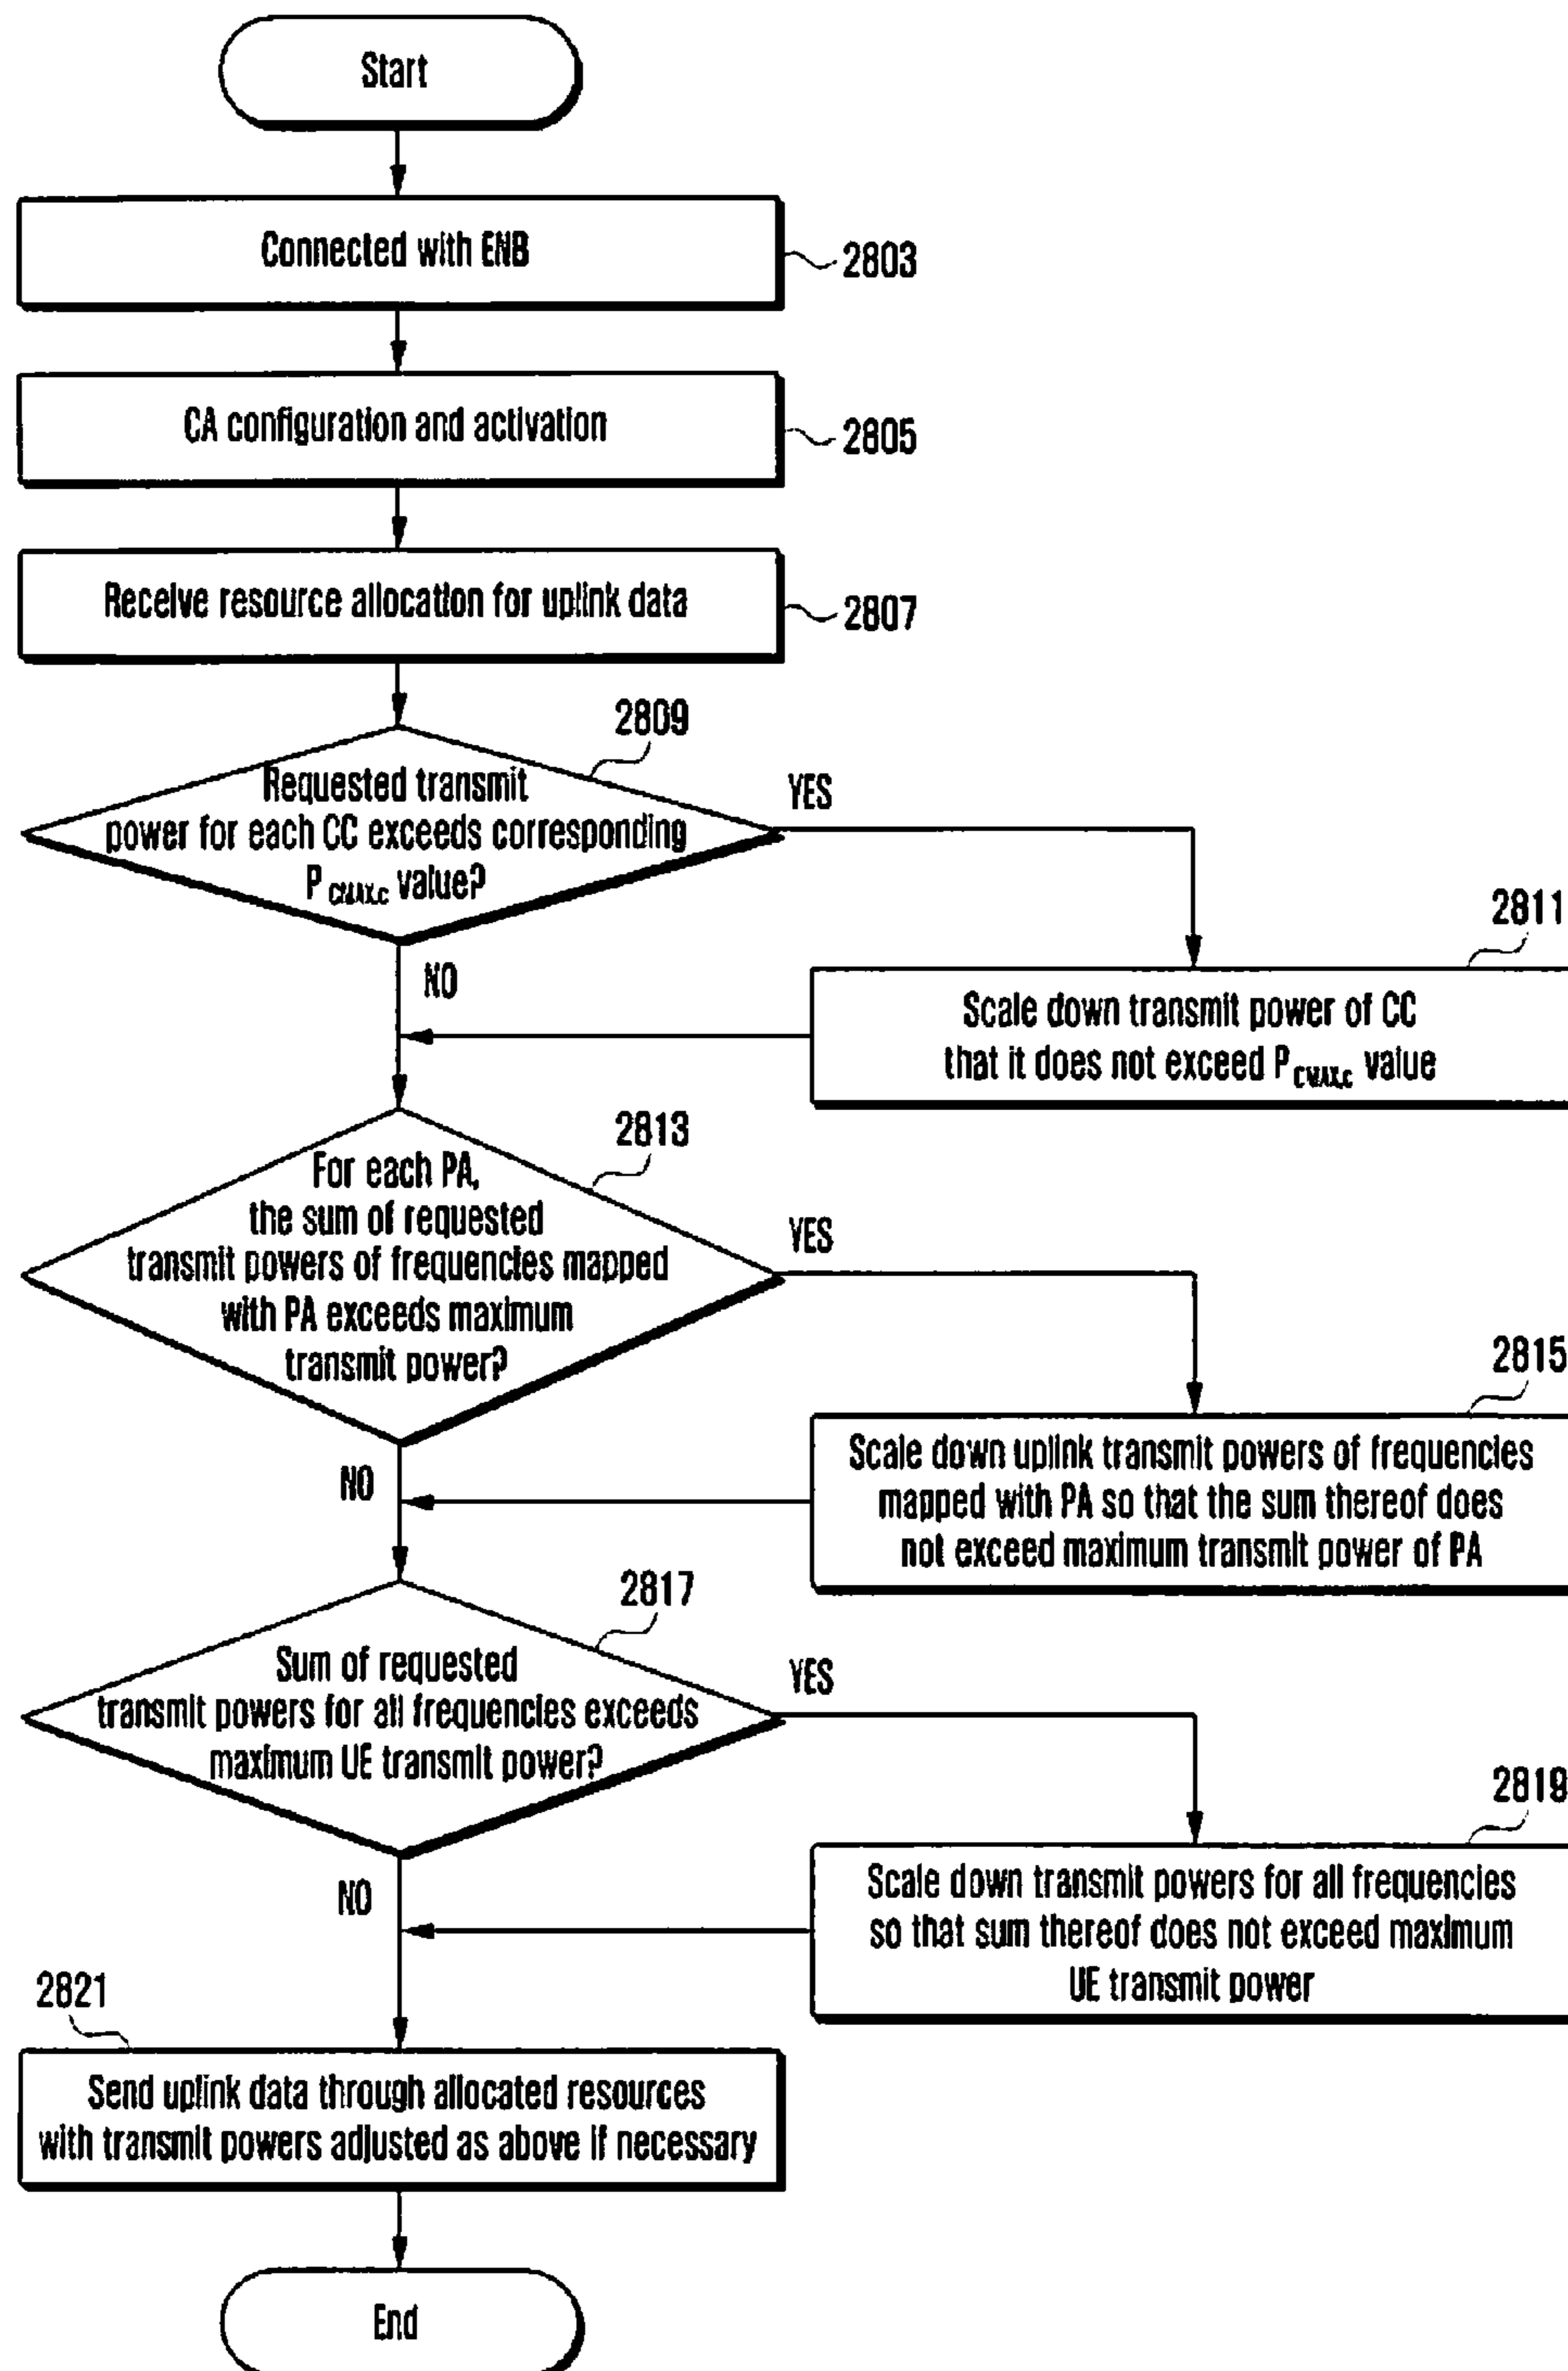 Start
Connected with ENB
2803
CA configuration and activation
2805
Receive resource allocation for uplink data
2807
2809
Requested transmit
power for each CC exceeds corresponding
P CMAX,c value?
YES
NO
2811
Scale down transmit power of CC
that it does not exceed P CMAX,c value
2813
For each PA,
the sum of requested
transmit powers of frequencies mapped
with PA exceeds maximum
transmit power?
YES
NO
2815
Scale down uplink transmit powers of frequencies
mapped with PA so that the sum thereof does
not exceed maximum transmit power of PA
2817
Sum of requested
transmit powers for all frequencies exceeds
maximum UE transmit power?
YES
NO
2819
Scale down transmit powers for all frequencies
so that sum thereof does not exceed maximum
UE transmit power
2821
Send uplink data through allocated resources
with transmit powers adjusted as above if necessary
End